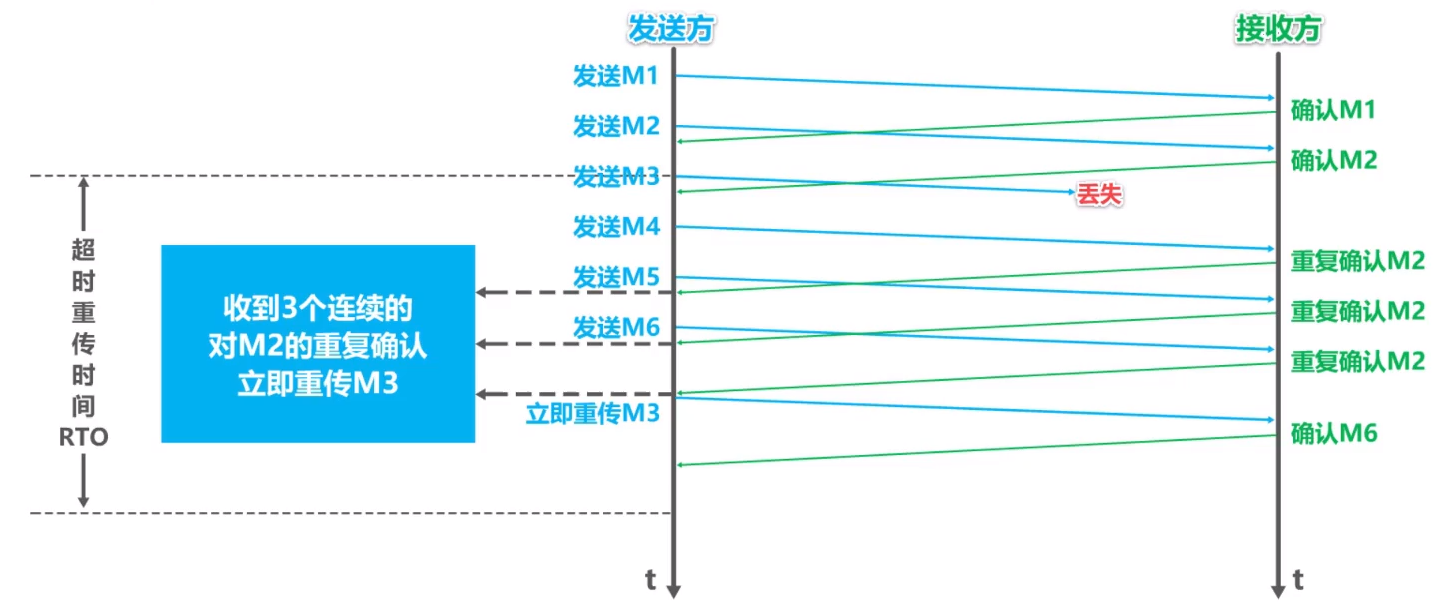 发送方
接收方
发送M1
确认M1
发送M2
确认M2
发送M3
丢失
发送M4
重复确认M2
发送M5
重复确认M2
发送M6
重复确认M2
立即重传M3
确认M6
超时重传时间
RTO
收到3个连续的
对M2的重复确认
立即重传M3
t
t